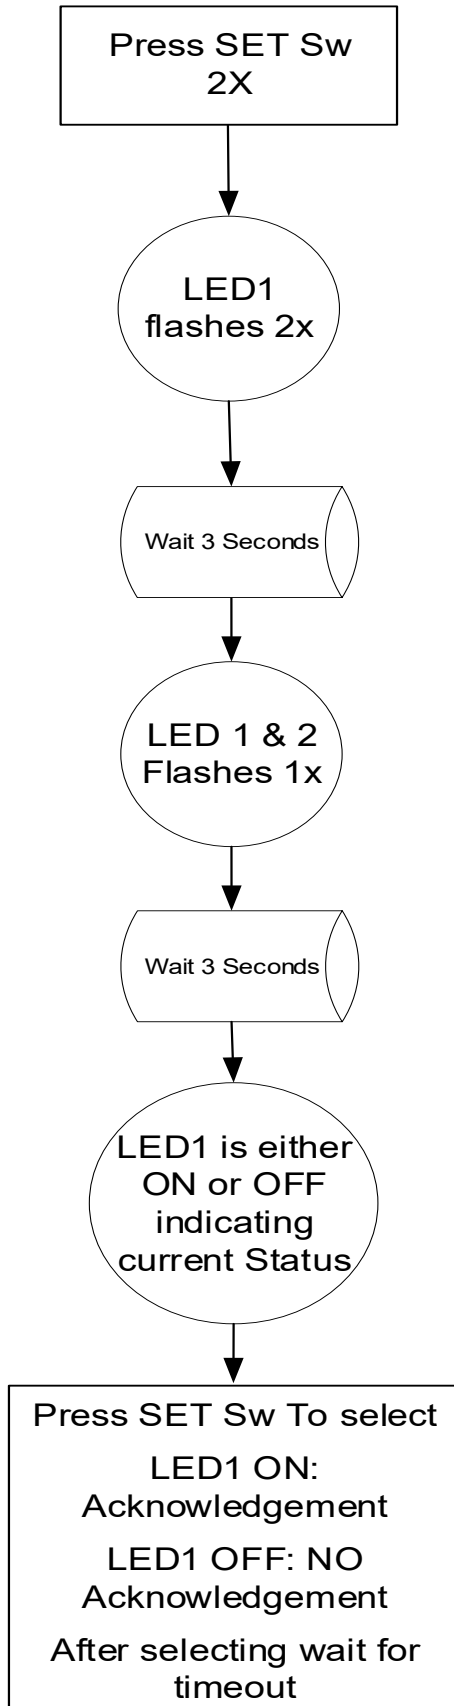 Press SET Sw
2X
LED1
flashes 2x
Wait 3 Seconds
LED 1 & 2
Flashes 1x
Wait 3 Seconds
LED1 is either
ON or OFF
indicating
current Status
Press SET Sw To select
LED1 ON:
Acknowledgement
LED1 OFF: NO
Acknowledgement
After selecting wait for
timeout